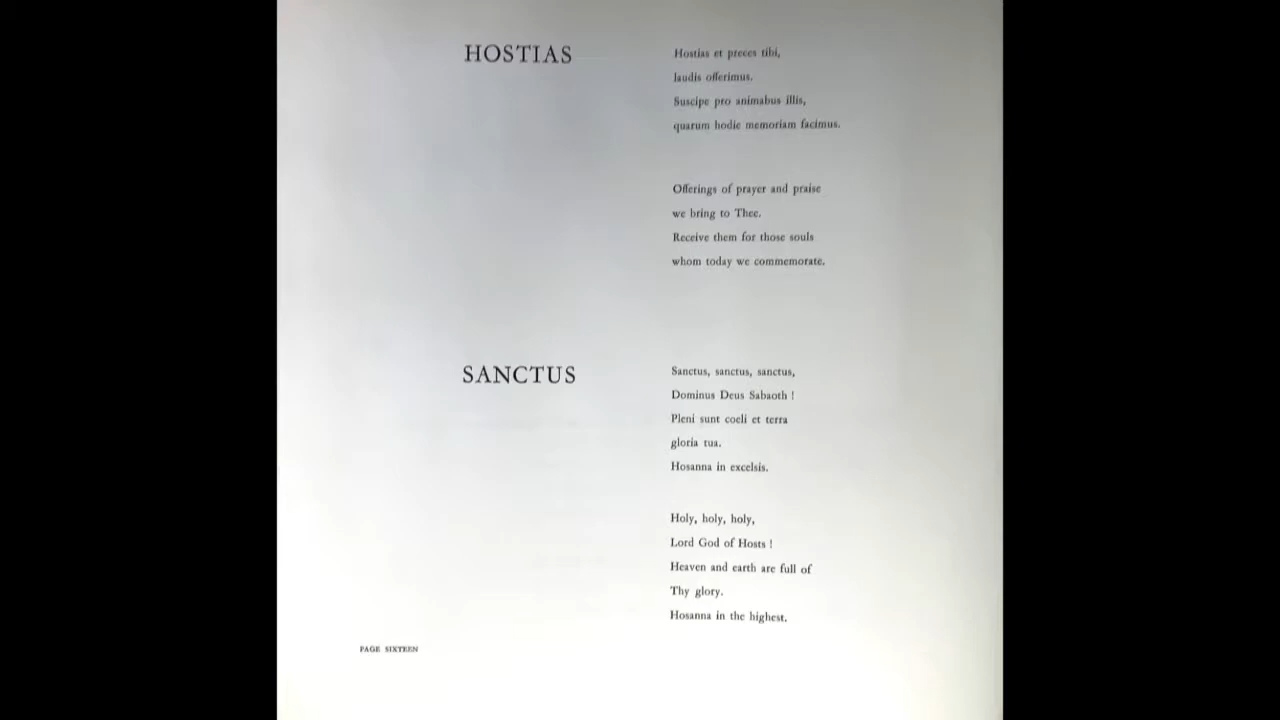 HOSTIAS
Hostias et preces tibi,
laudis offerimus.
Suscipe pro animabus illis,
quarum hodie memoriam facimus.
Offerings of prayer and praise
we bring to Thee.
Receive them for those souls
whom today we commemorate.
SANCTUS
Sanctus, sanctus, sanctus,
Dominus Deus Sabaoth !
Pleni sunt coeli et terra
gloria tua.
Hosanna in excelsis.
Holy, holy, holy,
Lord God of Hosts !
Heaven and earth are full of
Thy glory.
Hosanna in the highest.
PAGE SIXTEEN